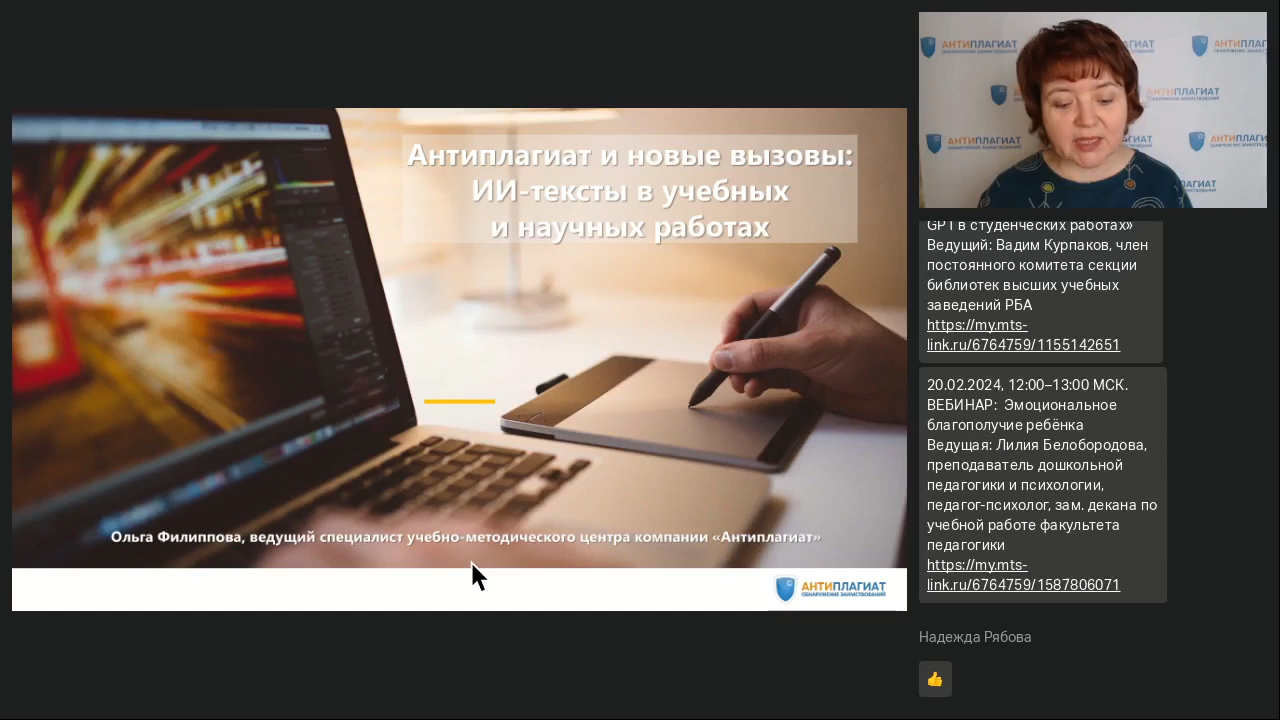 Антиплагиат и новые вызовы:
ИИ-тексты в учебных
и научных работах
Ольга Филиппова, ведущий специалист учебно-методического центра компании «Антиплагиат»
АНТИПЛАГИАТ
ОБНАРУЖЕНИЕ ЗАИМСТВОВАНИЙ
АНТИПЛАГИАТ
АНТИПЛАГИАТ
GPT в студенческих работах»
Ведущий: Вадим Курпаков, член
постоянного комитета секции
библиотек высших учебных
заведений РБА
https://my.mts-
link.ru/6764759/1155142651
20.02.2024, 12:00–13:00 МСК.
ВЕБИНАР:  Эмоциональное
благополучие ребёнка
Ведущая: Лилия Белобородова,
преподаватель дошкольной
педагогики и психологии,
педагог-психолог, зам. декана по
учебной работе факультета
педагогики
https://my.mts-
link.ru/6764759/1587806071
Надежда Рябова